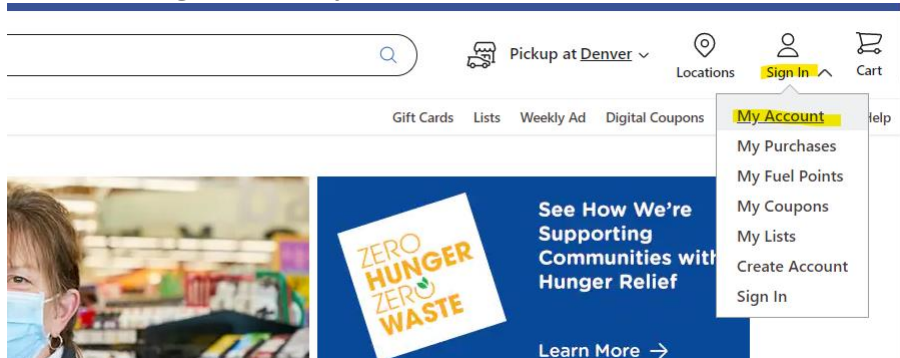 Pickup at Denver
Locations
Sign In
Cart
Gift Cards Lists Weekly Ad Digital Coupons
My Account
My Purchases
My Fuel Points
My Coupons
My Lists
Create Account
Sign In
ZERO
HUNGER
ZERO
WASTE
See How We're
Supporting
Communities with
Hunger Relief
Learn More →